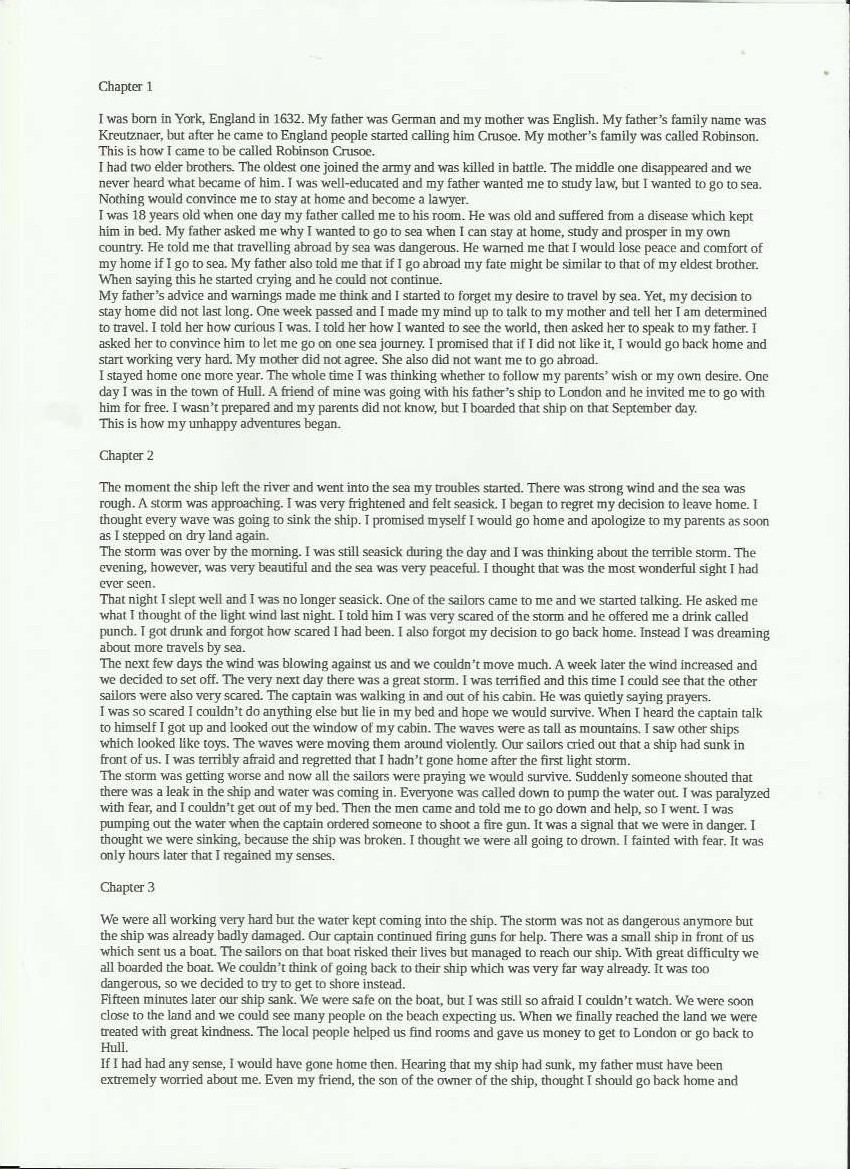 Chapter 1
I was born in York, England in 1632. My father was German and my mother was English. My father's family name was
Kreutznaer, but after he came to England people started calling him Crusoe. My mother's family was called Robinson.
This is how I came to be called Robinson Crusoe.
I had two elder brothers. The oldest one joined the army and was killed in battle. The middle one disappeared and we
never heard what became of him. I was well-educated and my father wanted me to study law, but I wanted to go to sea.
Nothing would convince me to stay at home and become a lawyer.
I was 18 years old when one day my father called me to his room. He was old and suffered from a disease which kept
him in bed. My father asked me why I wanted to go to sea when I can stay at home, study and prosper in my own
country. He told me that travelling abroad by sea was dangerous. He warned me that I would lose peace and comfort of
my home if I go to sea. My father also told me that if I go abroad my fate might be similar to that of my eldest brother.
When saying this he started crying and he could not continue.
My father's advice and warnings made me think and I started to forget my desire to travel by sea. Yet, my decision to
stay home did not last long. One week passed and I made my mind up to talk to my mother and tell her I am determined
to travel. I told her how curious I was. I told her how I wanted to see the world, then asked her to speak to my father. I
asked her to convince him to let me go on one sea journey. I promised that if I did not like it, I would go back home and
start working very hard. My mother did not agree. She also did not want me to go abroad.
I stayed home one more year. The whole time I was thinking whether to follow my parents' wish or my own desire. One
day I was in the town of Hull. A friend of mine was going with his father's ship to London and he invited me to go with
him for free. I wasn't prepared and my parents did not know, but I boarded that ship on that September day.
This is how my unhappy adventures began.
Chapter 2
The moment the ship left the river and went into the sea my troubles started. There was strong wind and the sea was
rough. A storm was approaching. I was very frightened and felt seasick. I began to regret my decision to leave home. I
thought every wave was going to sink the ship. I promised myself I would go home and apologize to my parents as soon
as I stepped on dry land again.
The storm was over by the morning. I was still seasick during the day and I was thinking about the terrible storm. The
evening, however, was very beautiful and the sea was very peaceful. I thought that was the most wonderful sight I had
ever seen.
That night I slept well and I was no longer seasick. One of the sailors came to me and we started talking. He asked me
what I thought of the light wind last night. I told him I was very scared of the storm and he offered me a drink called
punch. I got drunk and forgot how scared I had been. I also forgot my decision to go back home. Instead I was dreaming
about more travels by sea.
The next few days the wind was blowing against us and we couldn't move much. A week later the wind increased and
we decided to set off. The very next day there was a great storm. I was terrified and this time I could see that the other
sailors were also very scared. The captain was walking in and out of his cabin. He was quietly saying prayers.
I was so scared I couldn't do anything else but lie in my bed and hope we would survive. When I heard the captain talk
to himself I got up and looked out the window of my cabin. The waves were as tall as mountains. I saw other ships
which looked like toys. The waves were moving them around violently. Our sailors cried out that a ship had sunk in
front of us. I was terribly afraid and regretted that I hadn't gone home after the first light storm.
The storm was getting worse and now all the sailors were praying we would survive. Suddenly someone shouted that
there was a leak in the ship and water was coming in. Everyone was called down to pump the water out. I was paralyzed
with fear, and I couldn't get out of my bed. Then the men came and told me to go down and help, so I went. I was
pumping out the water when the captain ordered someone to shoot a fire gun. It was a signal that we were in danger. I
thought we were sinking, because the ship was broken. I thought we were all going to drown. I fainted with fear. It was
only hours later that I regained my senses.
Chapter 3
We were all working very hard but the water kept coming into the ship. The storm was not as dangerous anymore but
the ship was already badly damaged. Our captain continued firing guns for help. There was a small ship in front of us
which sent us a boat. The sailors on that boat risked their lives but managed to reach our ship. With great difficulty we
all boarded the boat. We couldn't think of going back to their ship which was very far way already. It was too
dangerous, so we decided to try to get to shore instead.
Fifteen minutes later our ship sank. We were safe on the boat, but I was still so afraid I couldn't watch. We were soon
close to the land and we could see many people on the beach expecting us. When we finally reached the land we were
treated with great kindness. The local people helped us find rooms and gave us money to get to London or go back to
Hull.
If I had had any sense, I would have gone home then. Hearing that my ship had sunk, my father must have been
extremely worried about me. Even my friend, the son of the owner of the ship, thought I should go back home and